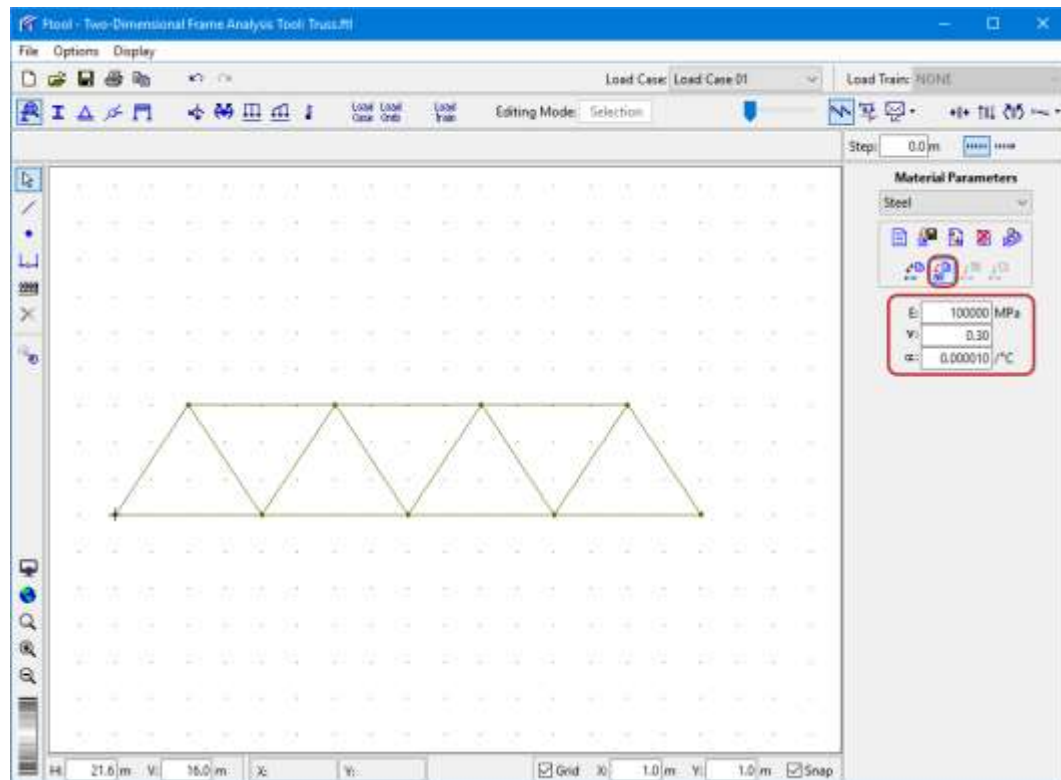 Ftool - Two-Dimensional Frame Analysis Tool: Truss.ftl
File Options Display
Load Case: Load Case 01 Load Train: NONE
Load Case Load Cmb Load Train Editing Mode: Selection
Step: 0.0 m
Material Parameters
Steel
E: 100000 MPa
ν: 0.30
α: 0.000010 /°C
H: 21.6 m V: 16.0 m X: Y: Grid X: 1.0 m Y: 1.0 m Snap